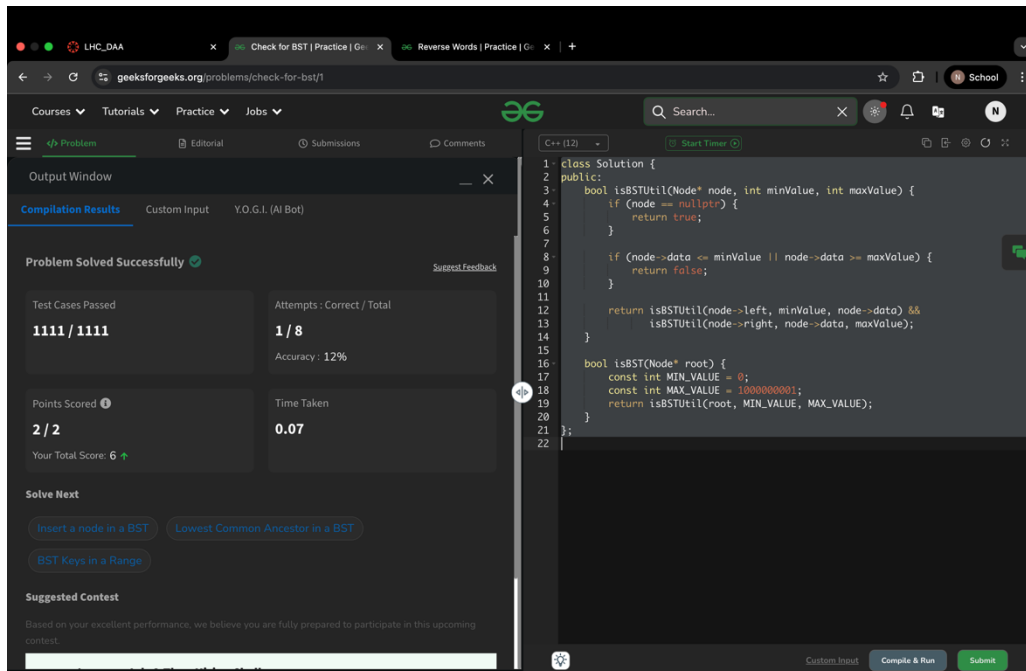 LHC_DAA
Check for BST | Practice | Ge
Reverse Words | Practice | G
geeksforgeeks.org/problems/check-for-bst/1
School
Courses
Tutorials
Practice
Jobs
Search...
N
</> Problem
Editorial
Submissions
Comments
Output Window
Compilation Results
Custom Input
Y.O.G.I. (AI Bot)
Problem Solved Successfully
Suggest Feedback
Test Cases Passed
1111 / 1111
Attempts : Correct / Total
1 / 8
Accuracy : 12%
Points Scored
2 / 2
Your Total Score: 6
Time Taken
0.07
Solve Next
Insert a node in a BST
Lowest Common Ancestor in a BST
BST Keys in a Range
Suggested Contest
Based on your excellent performance, we believe you are fully prepared to participate in this upcoming
contest.
C++ (12)
Start Timer
1 class Solution {
2 public:
3 bool isBSTUtil(Node* node, int minValue, int maxValue) {
4 if (node == nullptr) {
5 return true;
6 }
7
8 if (node->data <= minValue || node->data >= maxValue) {
9 return false;
10 }
11
12 return isBSTUtil(node->left, minValue, node->data) &&
13 isBSTUtil(node->right, node->data, maxValue);
14 }
15
16 bool isBST(Node* root) {
17 const int MIN_VALUE = 0;
18 const int MAX_VALUE = 1000000001;
19 return isBSTUtil(root, MIN_VALUE, MAX_VALUE);
20 }
21 };
22
Custom Input
Compile & Run
Submit